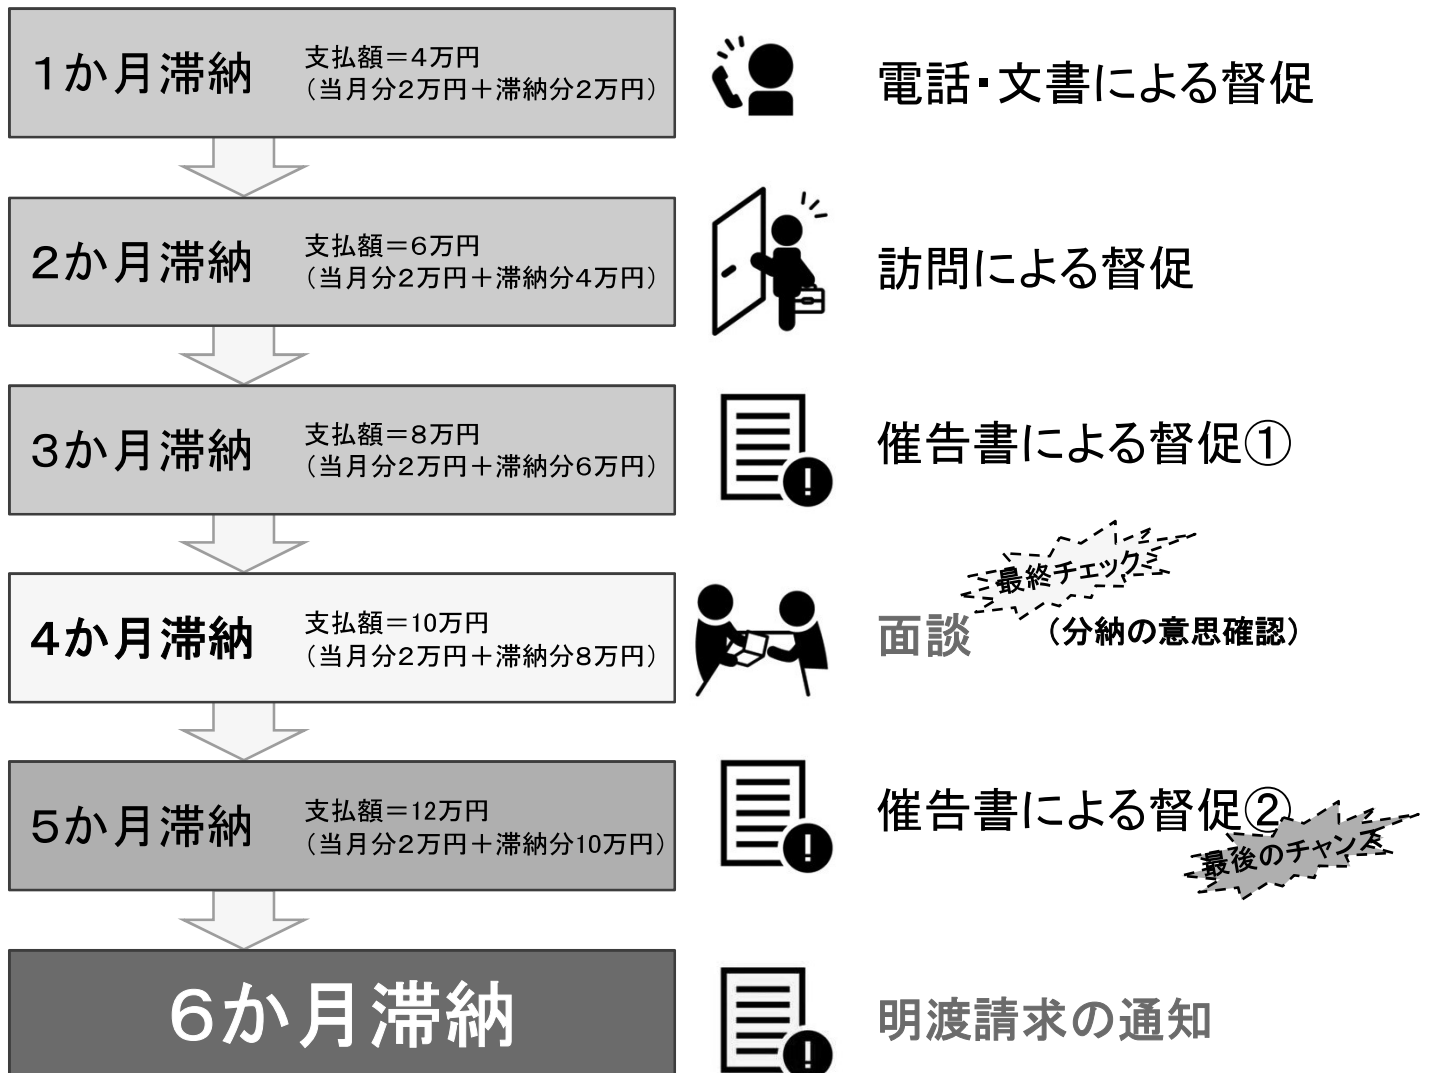 1か月滞納
支払額＝4万円
（当月分２万円＋滞納分２万円）
電話・文書による督促
２か月滞納
支払額＝６万円
（当月分２万円＋滞納分４万円）
訪問による督促
３か月滞納
支払額＝８万円
（当月分２万円＋滞納分６万円）
催告書による督促①
４か月滞納
支払額＝10万円
（当月分２万円＋滞納分８万円）
最終チェック
面談
（分納の意思確認）
５か月滞納
支払額＝12万円
（当月分２万円＋滞納分10万円）
催告書による督促②
最後のチャンス
６か月滞納
明渡請求の通知